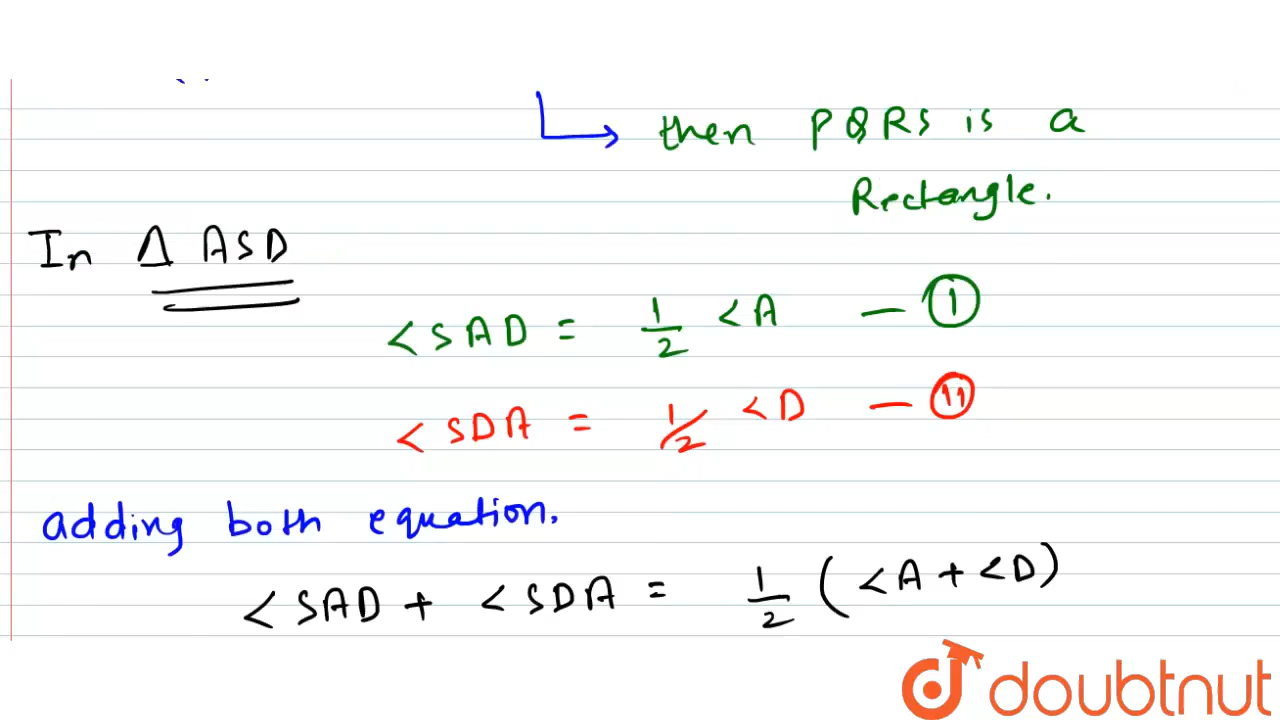 then PQRS is a
Rectangle.
In Δ ASD
<SAD = 1/2 <A — ①
<SDA = 1/2 <D — (11)
adding both equation.
<SAD + <SDA = 1/2 (<A + <D)
doubtnut